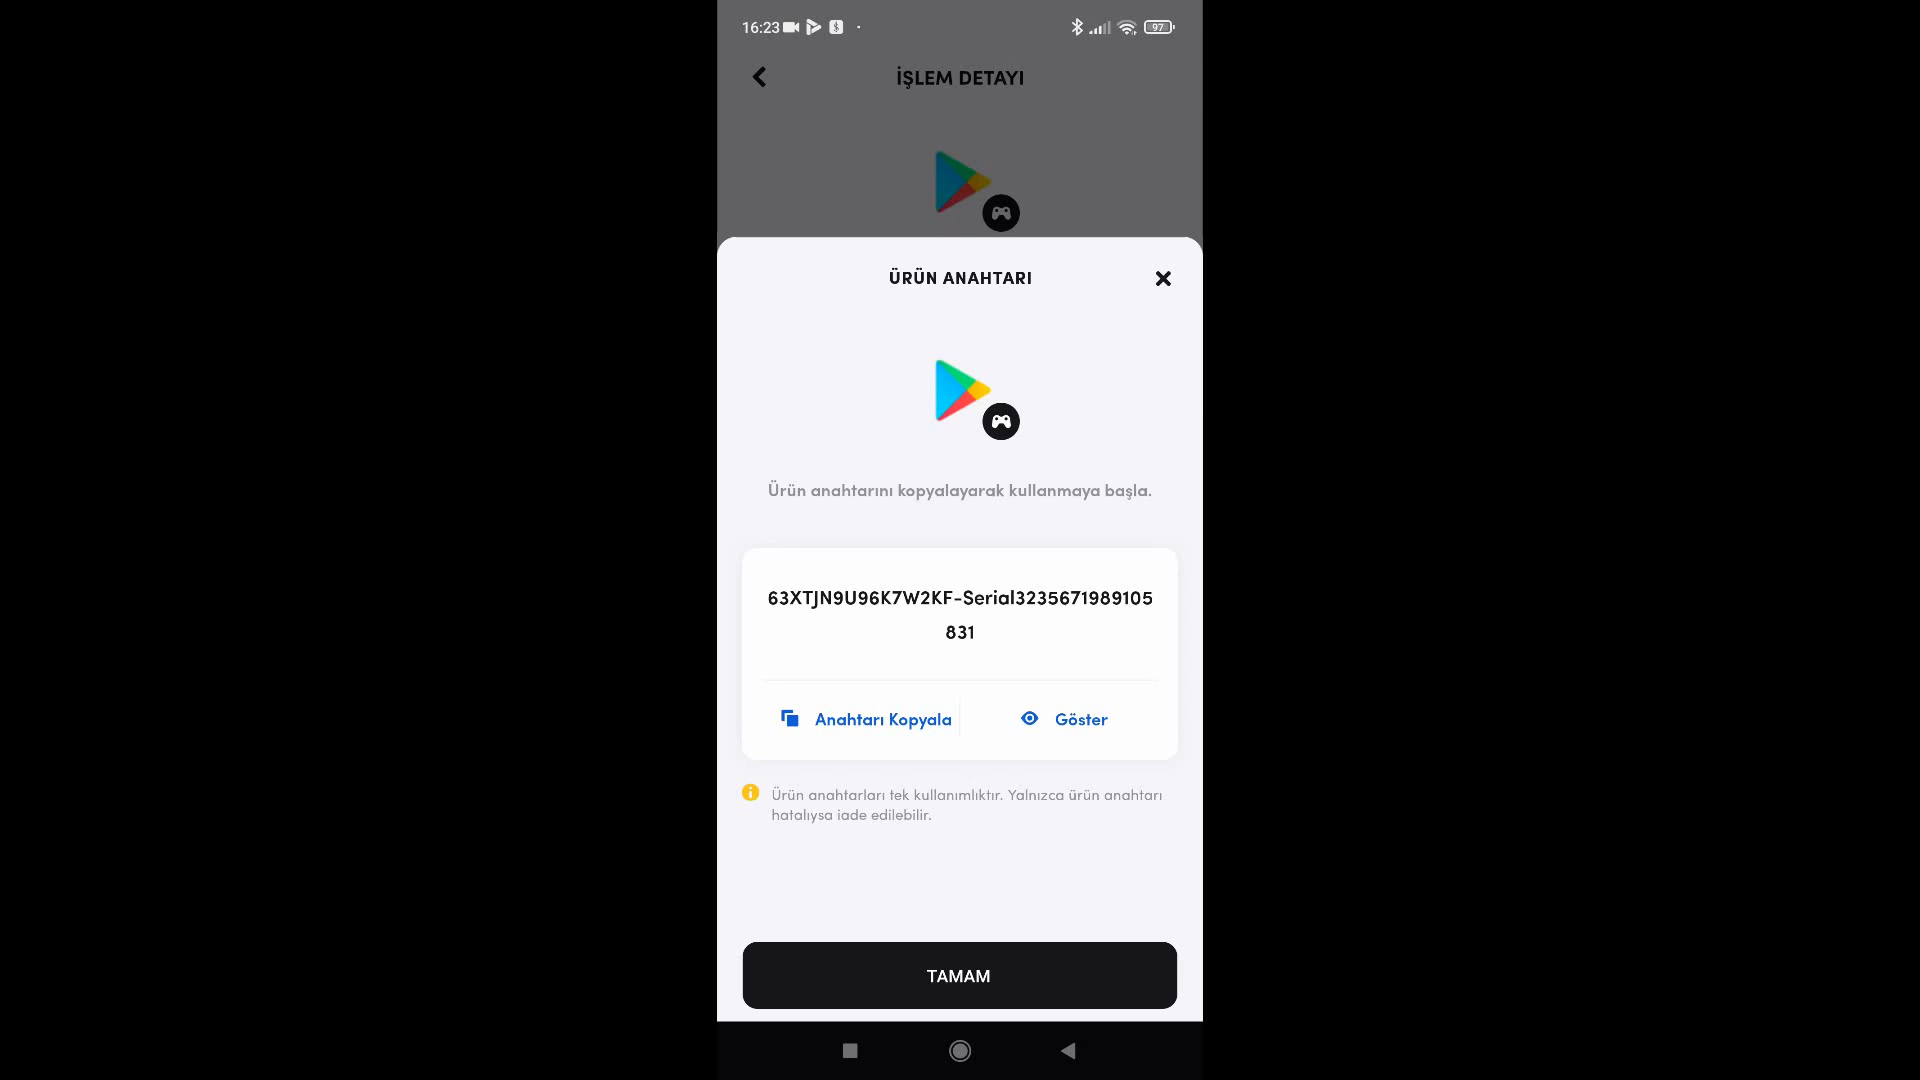 16:23
97
İŞLEM DETAYI
ÜRÜN ANAHTARI
Ürün anahtarını kopyalayarak kullanmaya başla.
63XTJN9U96K7W2KF-Serial3235671989105
831
Anahtarı Kopyala
Göster
Ürün anahtarları tek kullanımlıktır. Yalnızca ürün anahtarı
hatalıysa iade edilebilir.
TAMAM